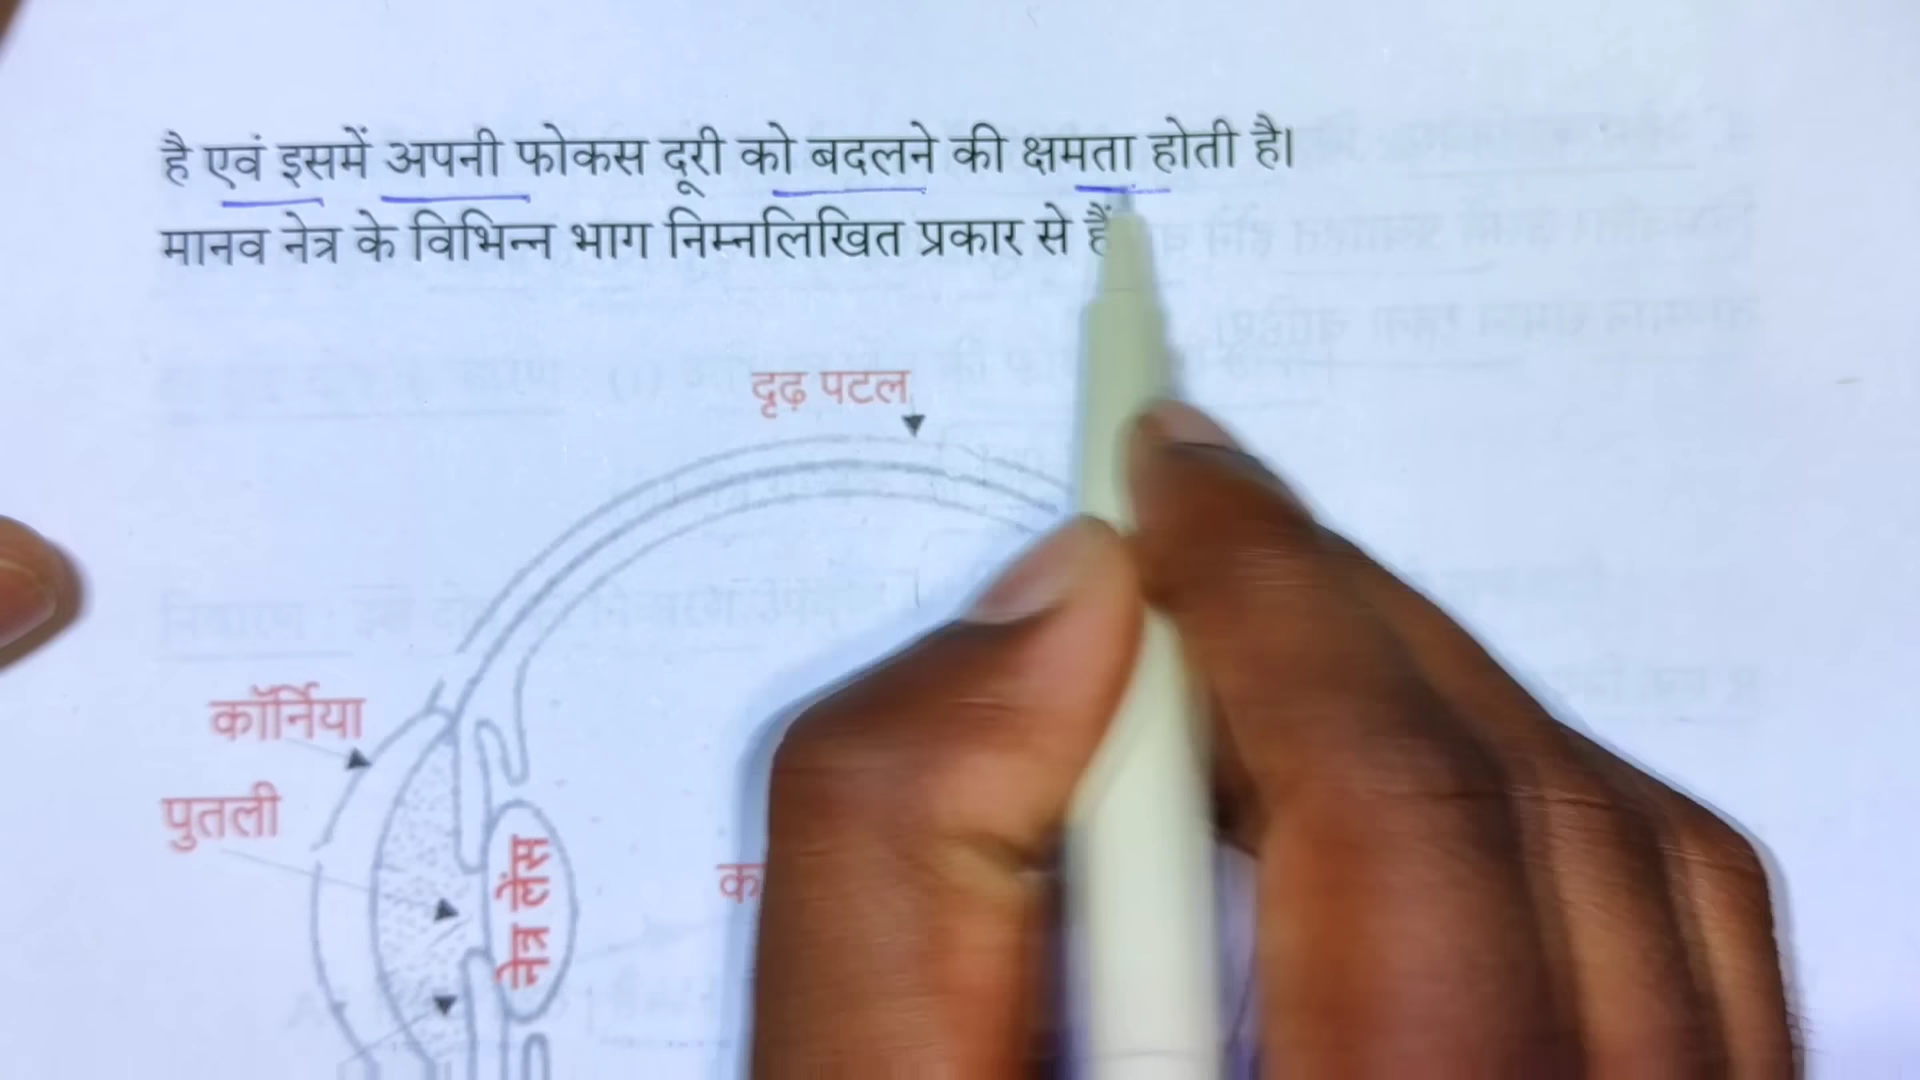 है एवं इसमें अपनी फोकस दूरी को बदलने की क्षमता होती है।
मानव नेत्र के विभिन्न भाग निम्नलिखित प्रकार से हैं
दृढ़ पटल
कॉर्निया
पुतली
नेत्र लेंस